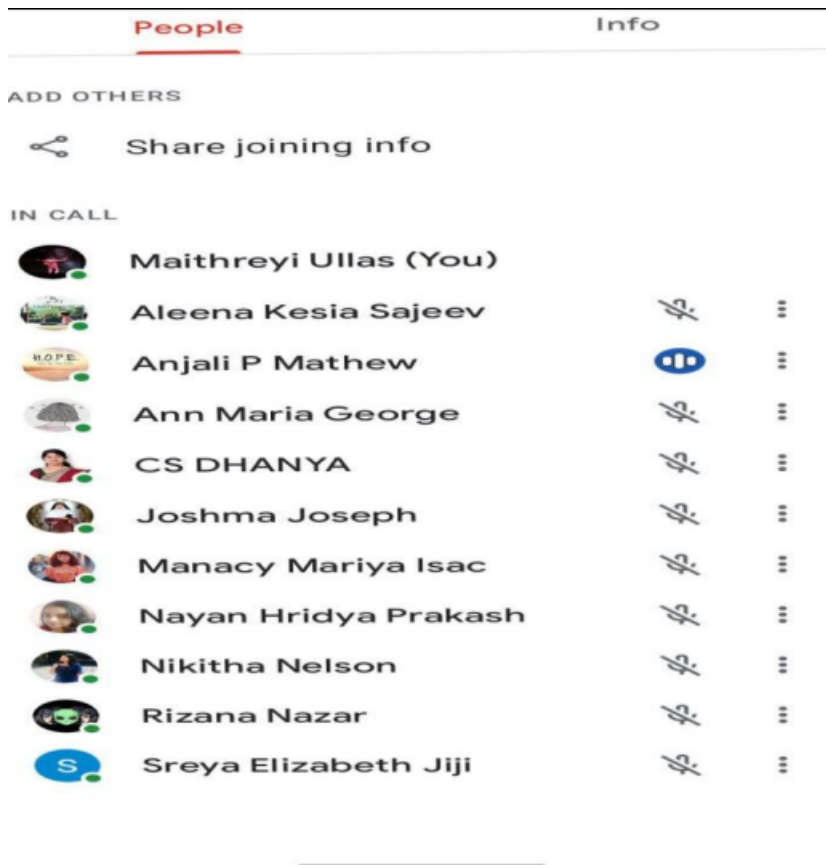 People Info
ADD OTHERS
Share joining info
IN CALL
Maithreyi Ullas (You)
Aleena Kesia Sajeev
H.O.P.E.
Anjali P Mathew
Ann Maria George
CS DHANYA
Joshma Joseph
Manacy Mariya Isac
Nayan Hridya Prakash
Nikitha Nelson
Rizana Nazar
S
Sreya Elizabeth Jiji